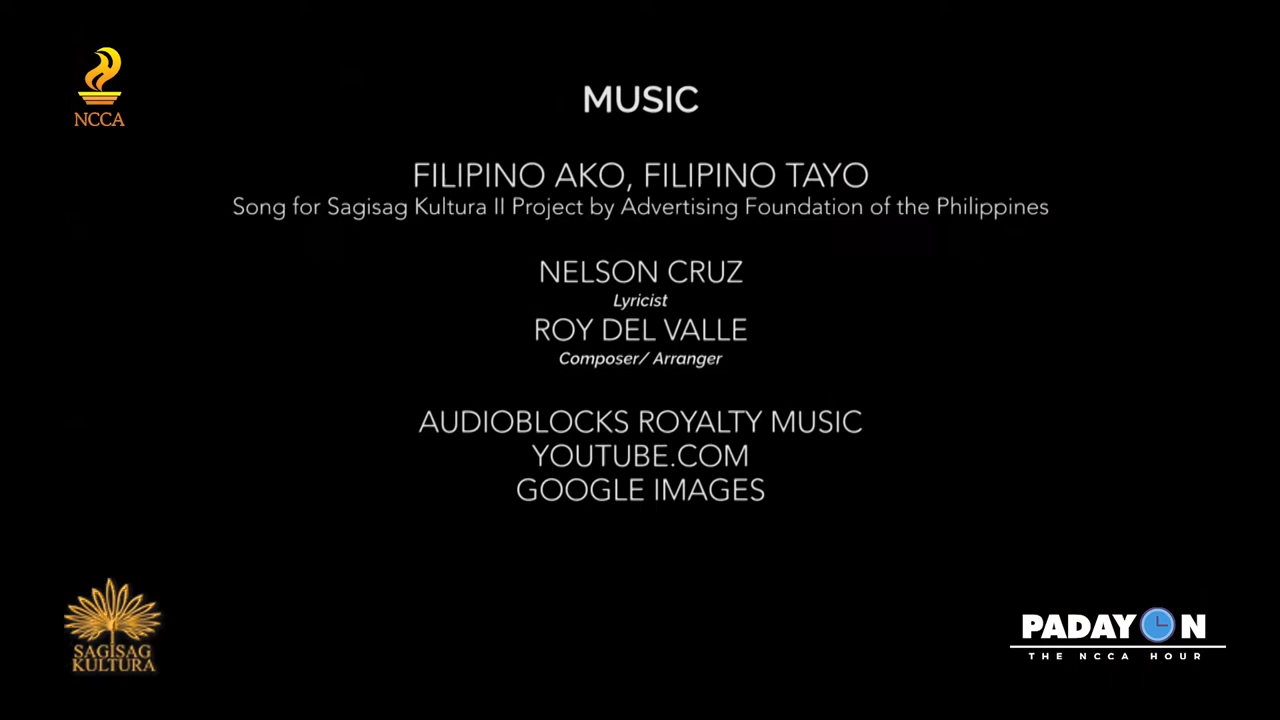 NCCA
MUSIC
FILIPINO AKO, FILIPINO TAYO
Song for Sagisag Kultura II Project by Advertising Foundation of the Philippines
NELSON CRUZ
Lyricist
ROY DEL VALLE
Composer/ Arranger
AUDIOBLOCKS ROYALTY MUSIC
YOUTUBE.COM
GOOGLE IMAGES
SAGISAG
KULTURA
PADAYON
THE NCCA HOUR